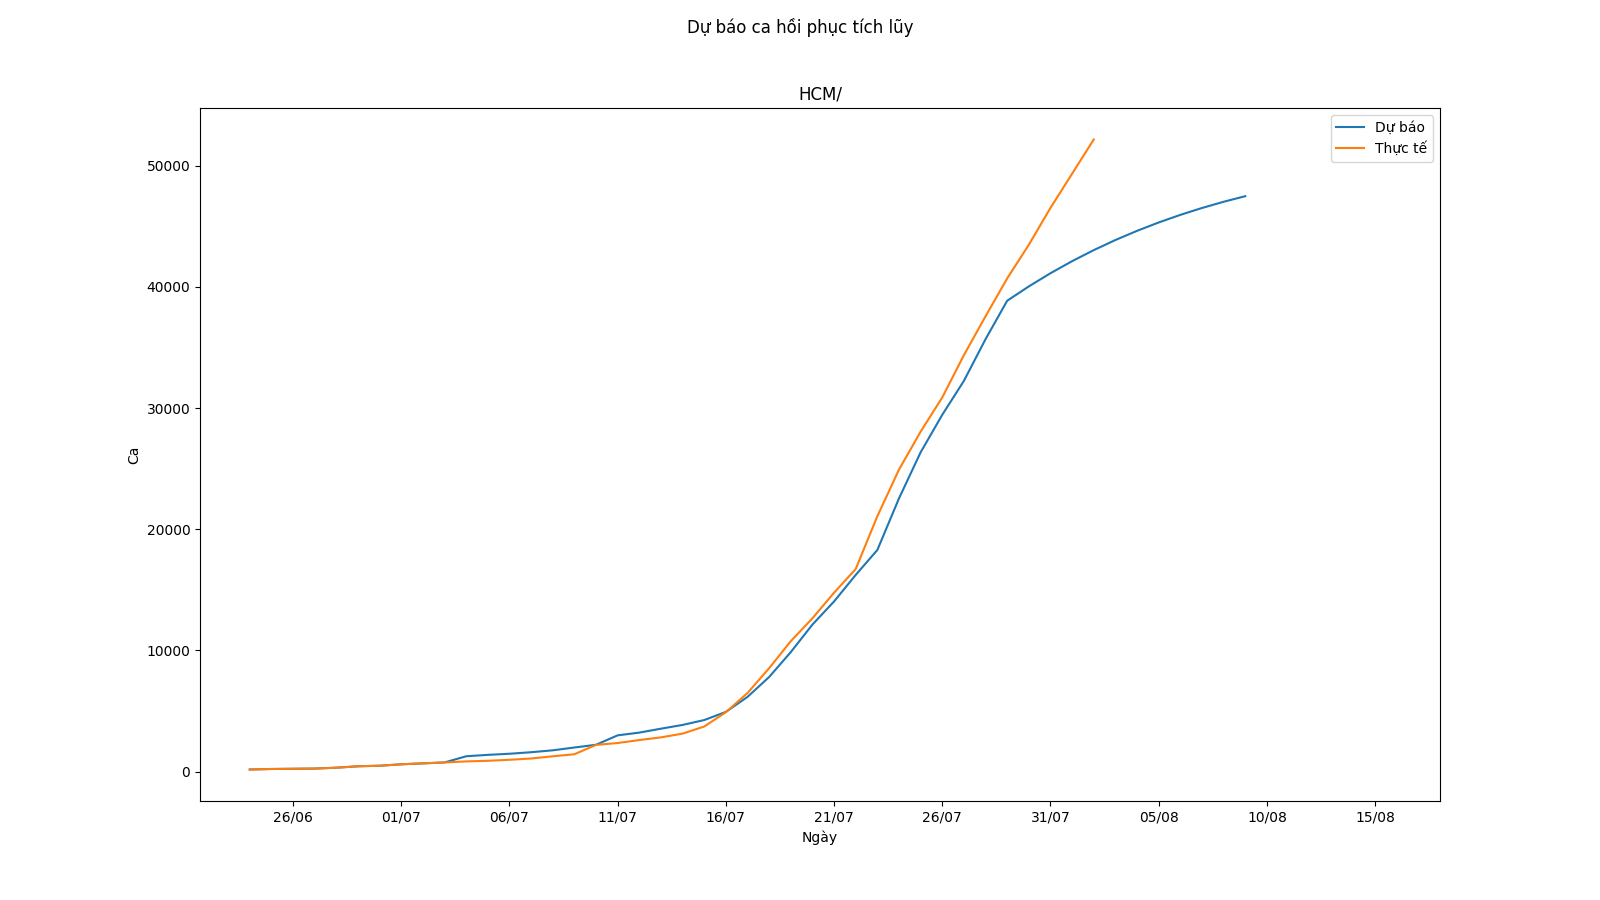 Dự báo ca hồi phục tích lũy
HCM/
Dự báo
Thực tế
50000
40000
30000
20000
10000
0
Ca
26/06 01/07 06/07 11/07 16/07 21/07 26/07 31/07 05/08 10/08 15/08
Ngày